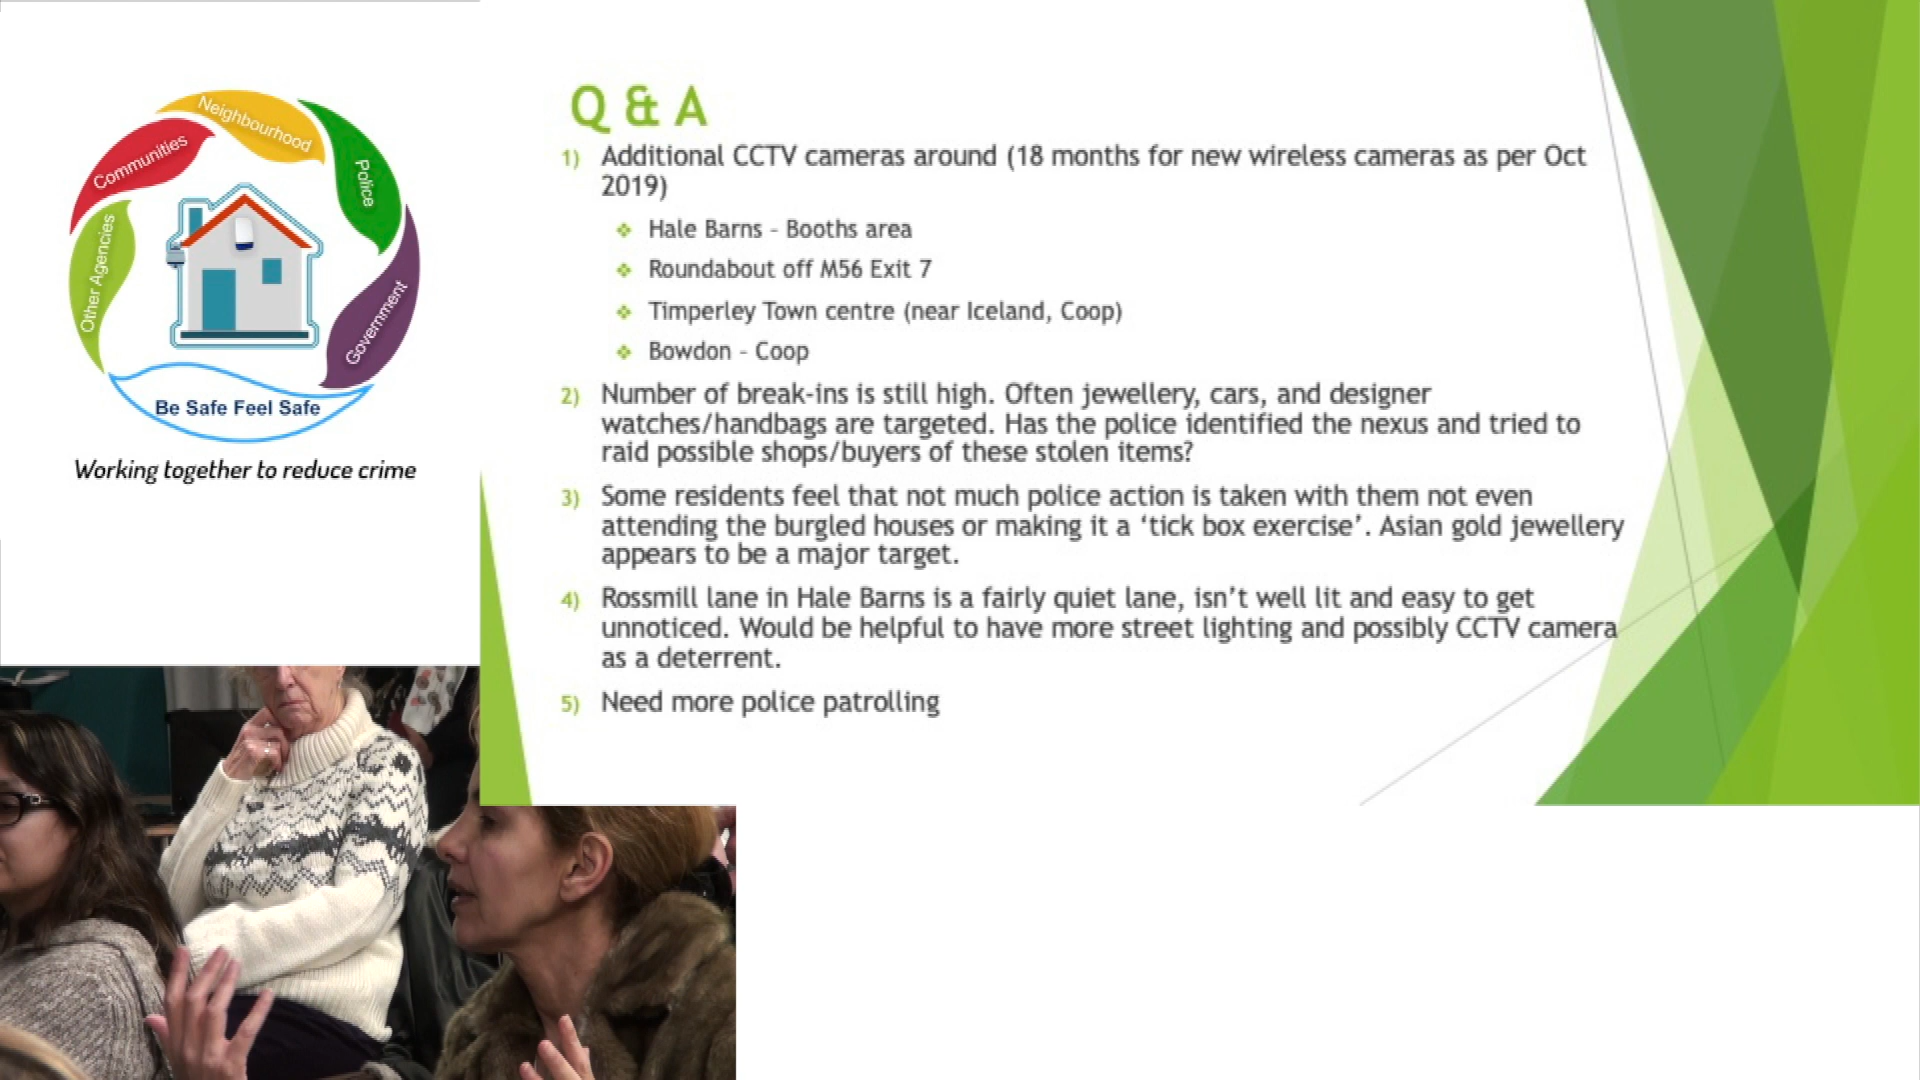 Neighbourhood
Communities
Police
Other Agencies
Government
Be Safe Feel Safe
Working together to reduce crime
Q & A
1) Additional CCTV cameras around (18 months for new wireless cameras as per Oct
2019)
❖ Hale Barns - Booths area
❖ Roundabout off M56 Exit 7
❖ Timperley Town centre (near Iceland, Coop)
❖ Bowdon - Coop
2) Number of break-ins is still high. Often jewellery, cars, and designer
watches/handbags are targeted. Has the police identified the nexus and tried to
raid possible shops/buyers of these stolen items?
3) Some residents feel that not much police action is taken with them not even
attending the burgled houses or making it a ‘tick box exercise’. Asian gold jewellery
appears to be a major target.
4) Rossmill lane in Hale Barns is a fairly quiet lane, isn’t well lit and easy to get
unnoticed. Would be helpful to have more street lighting and possibly CCTV camera
as a deterrent.
5) Need more police patrolling